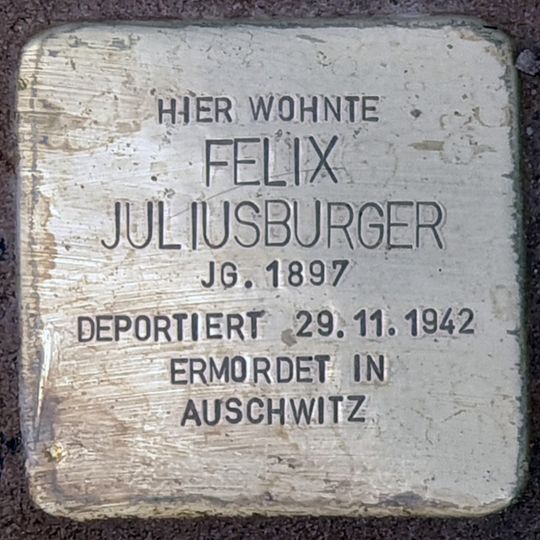 HIER WOHNTE
FELIX
JULIUSBURGER
JG. 1897
DEPORTIERT 29.11.1942
ERMORDET IN
AUSCHWITZ